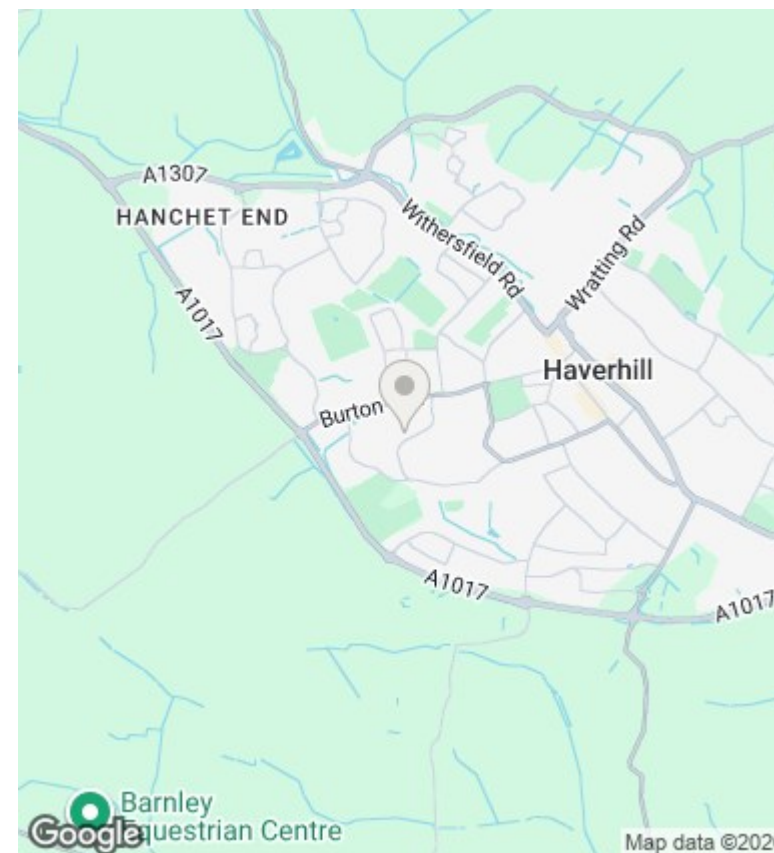 A1307
HANCHET END
Withersfield Rd
Wratting Rd
A1017
Haverhill
Burton
A1017
A1017
Barnley
Equestrian Centre
Google
Map data ©202